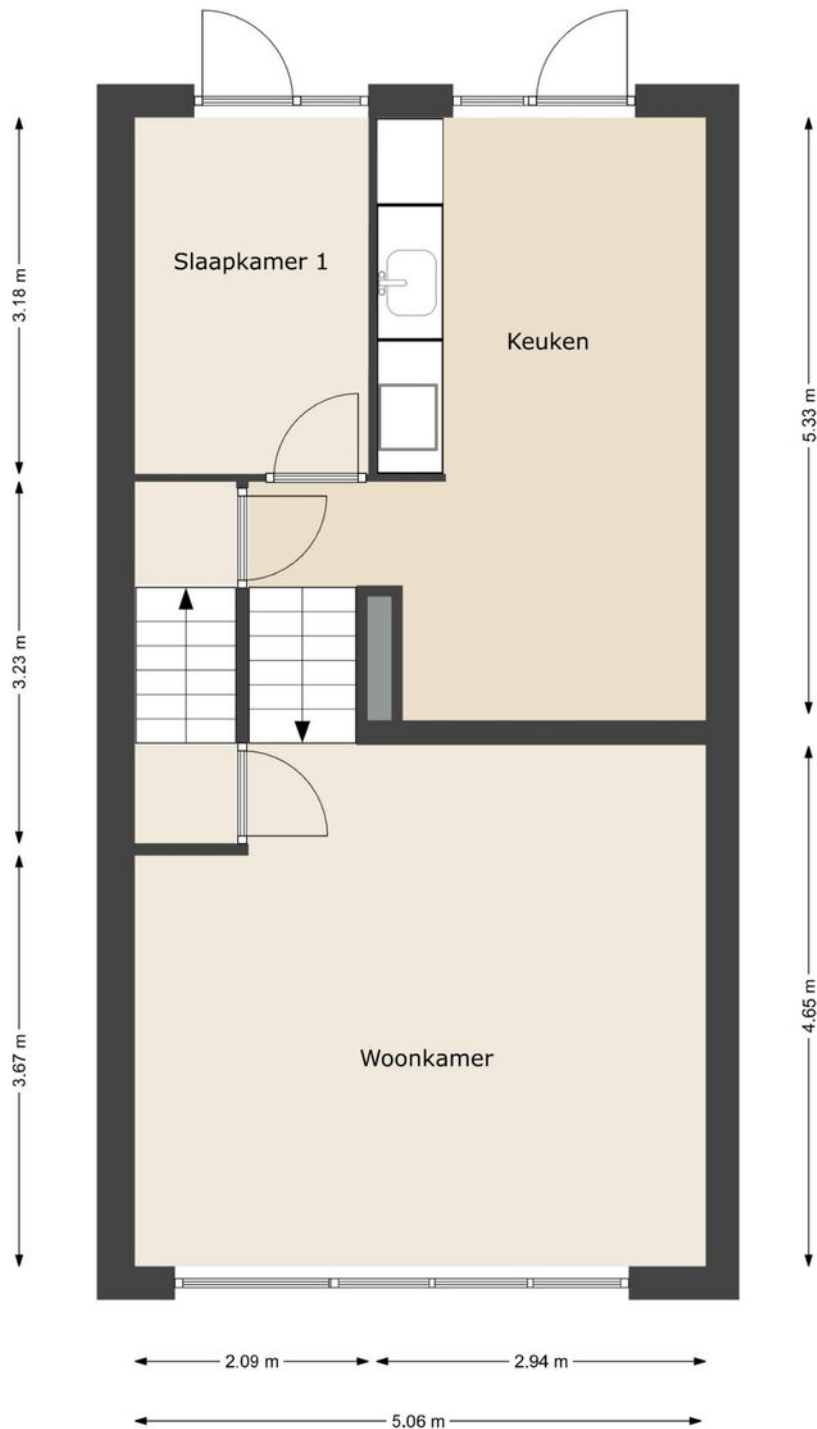 Slaapkamer 1
3.18 m
Keuken
5.33 m
3.23 m
Woonkamer
3.67 m
4.65 m
2.09 m
2.94 m
5.06 m